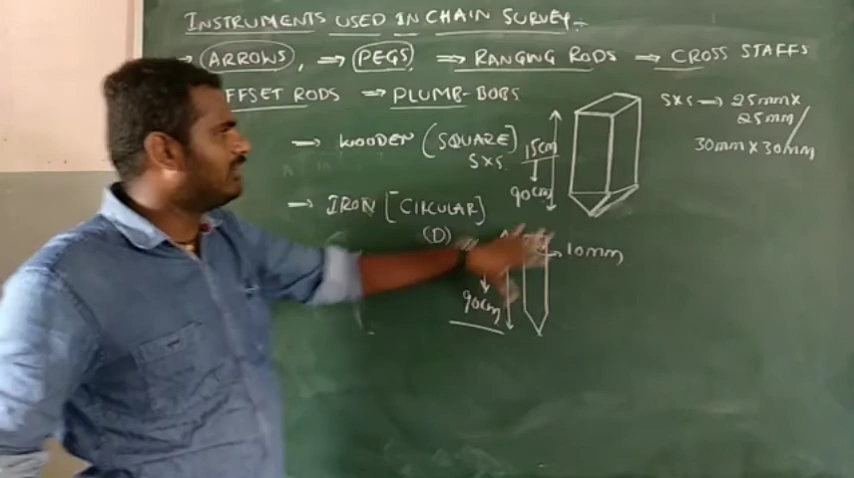 INSTRUMENTS USED IN CHAIN SURVEY:-
→ ARROWS, ⇒ PEGS ⇒ RANGING RODS → CROSS STAFFS
FFSET RODS → PLUMB-BOBS
→ WOODEN (SQUARE]
SXS
15cm
90cm
SXS → 25mm x
25mm/
30mm x 30mm
→ IRON [CIRCULAR]
(D)
10mm
90cm